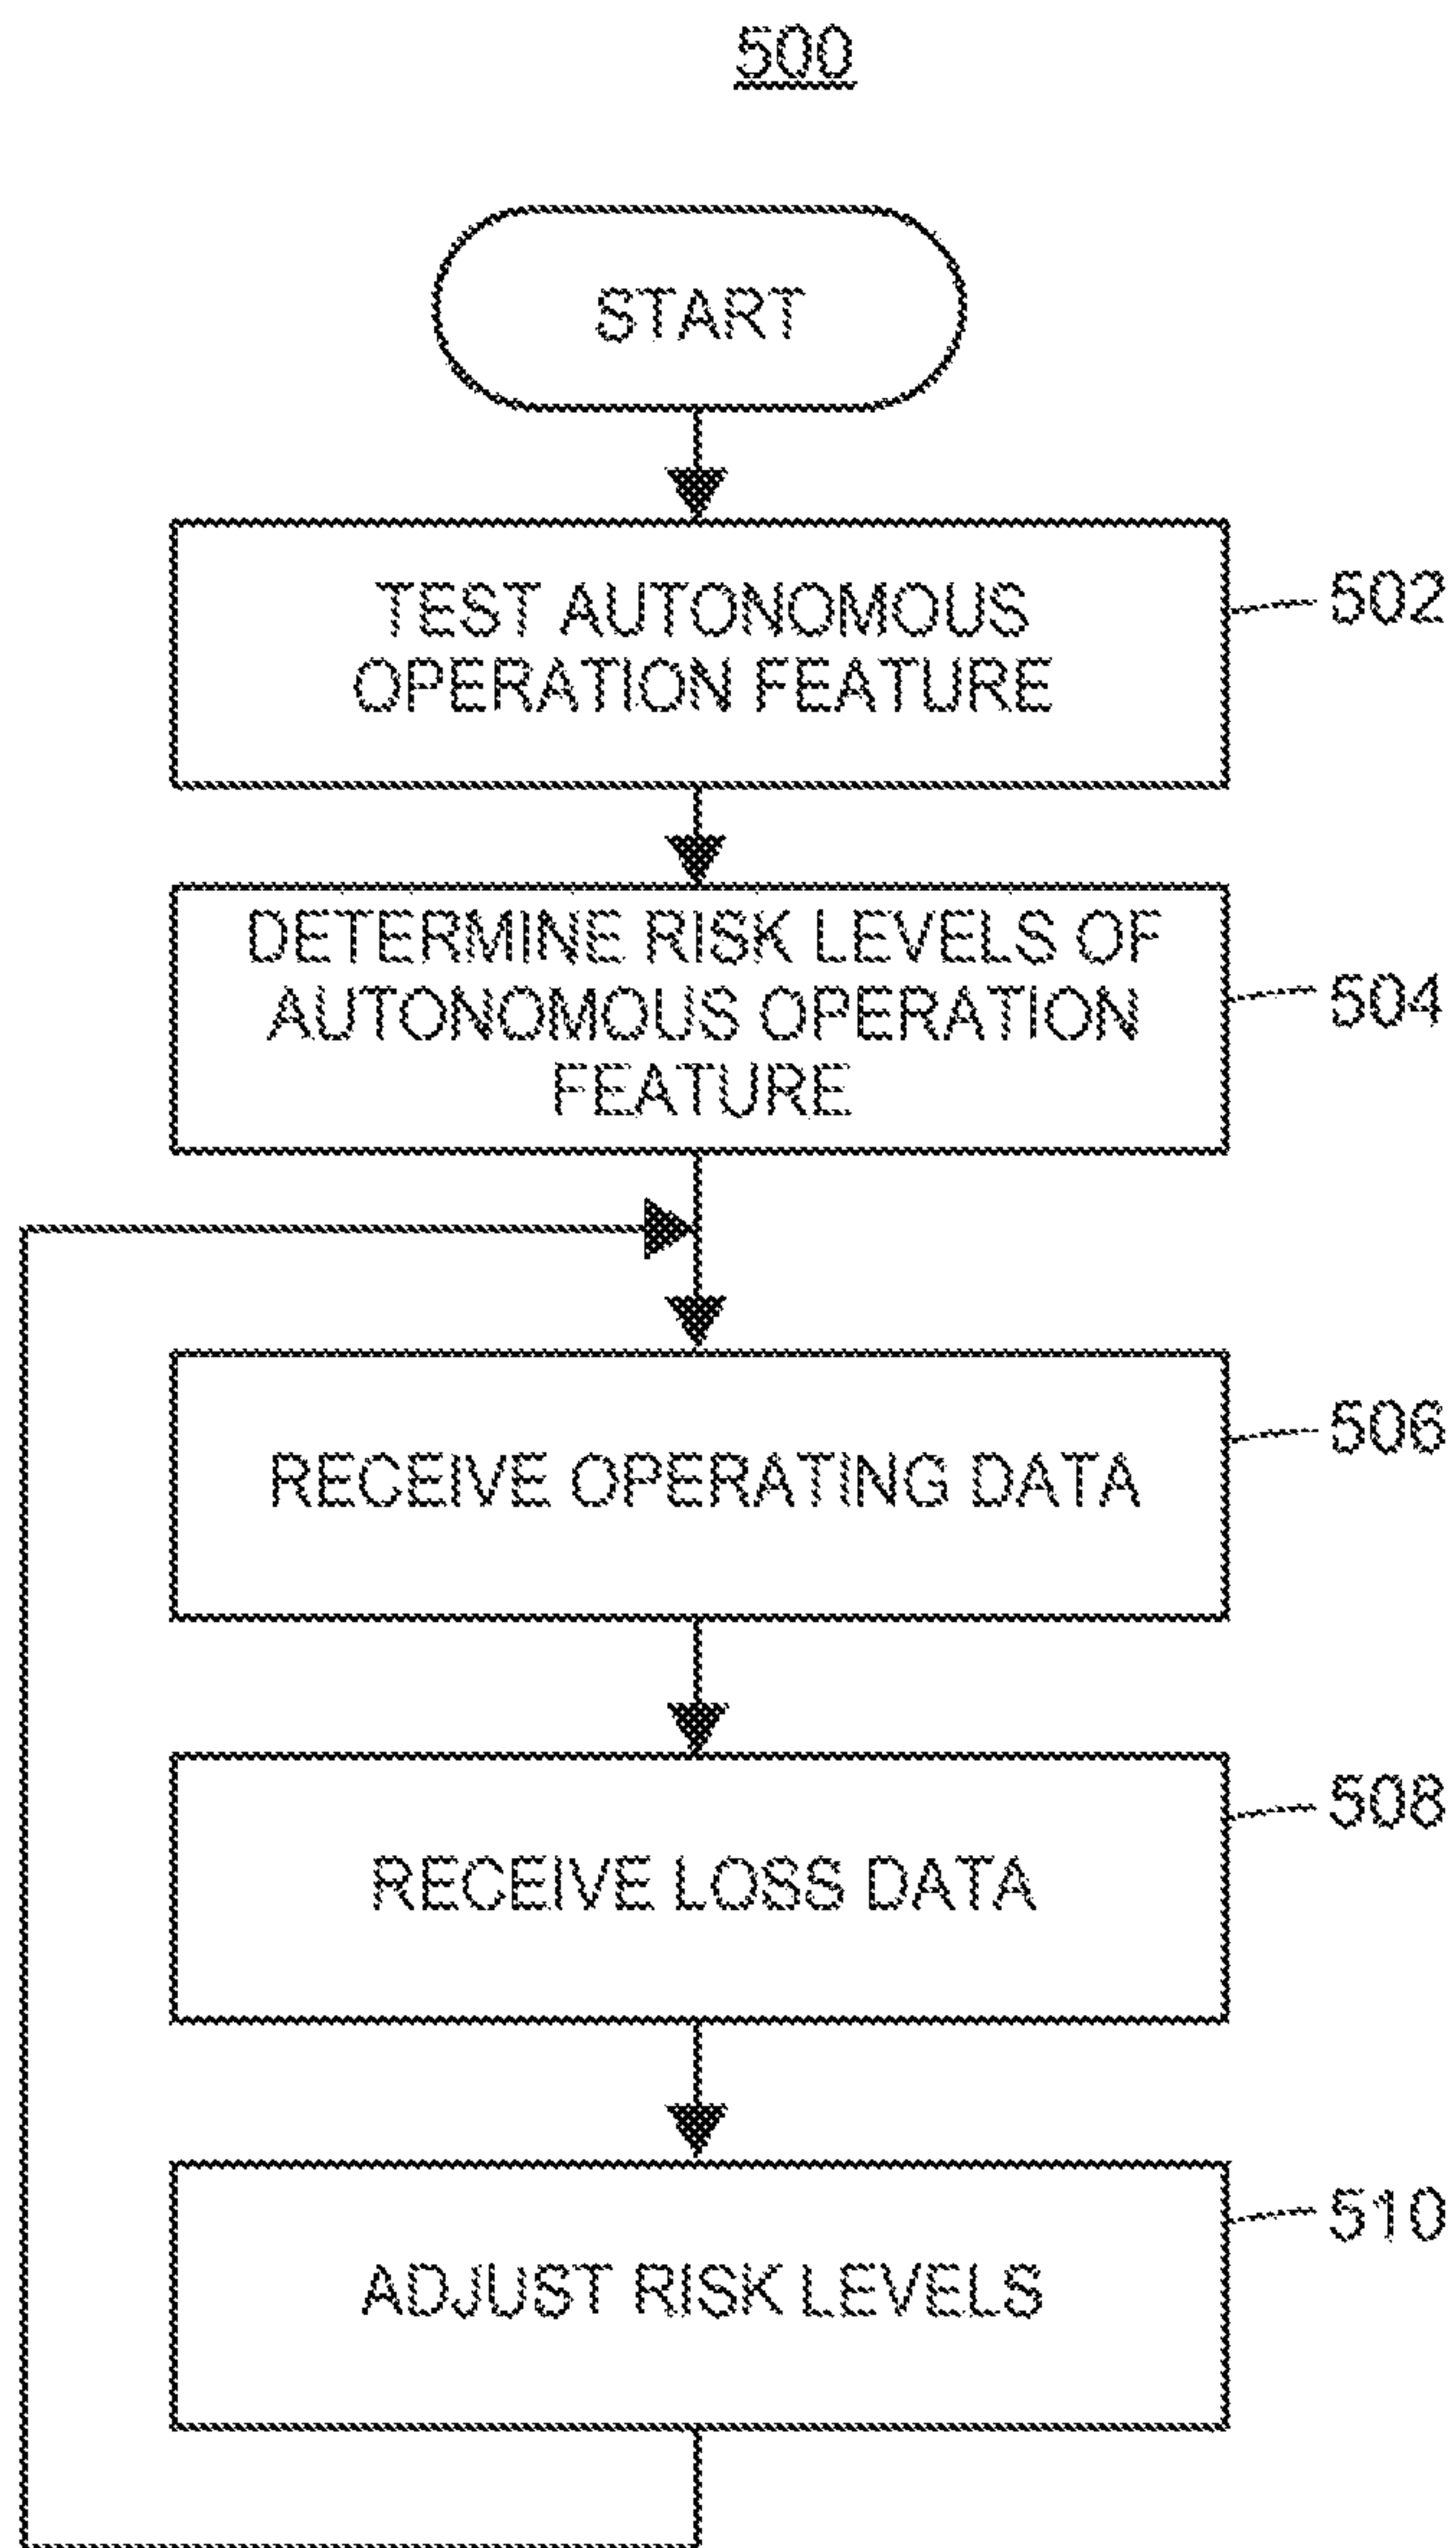 500
START
TEST AUTONOMOUS
OPERATION FEATURE
502
DETERMINE RISK LEVELS OF
AUTONOMOUS OPERATION
FEATURE
504
RECEIVE OPERATING DATA
506
RECEIVE LOSS DATA
508
ADJUST RISK LEVELS
510